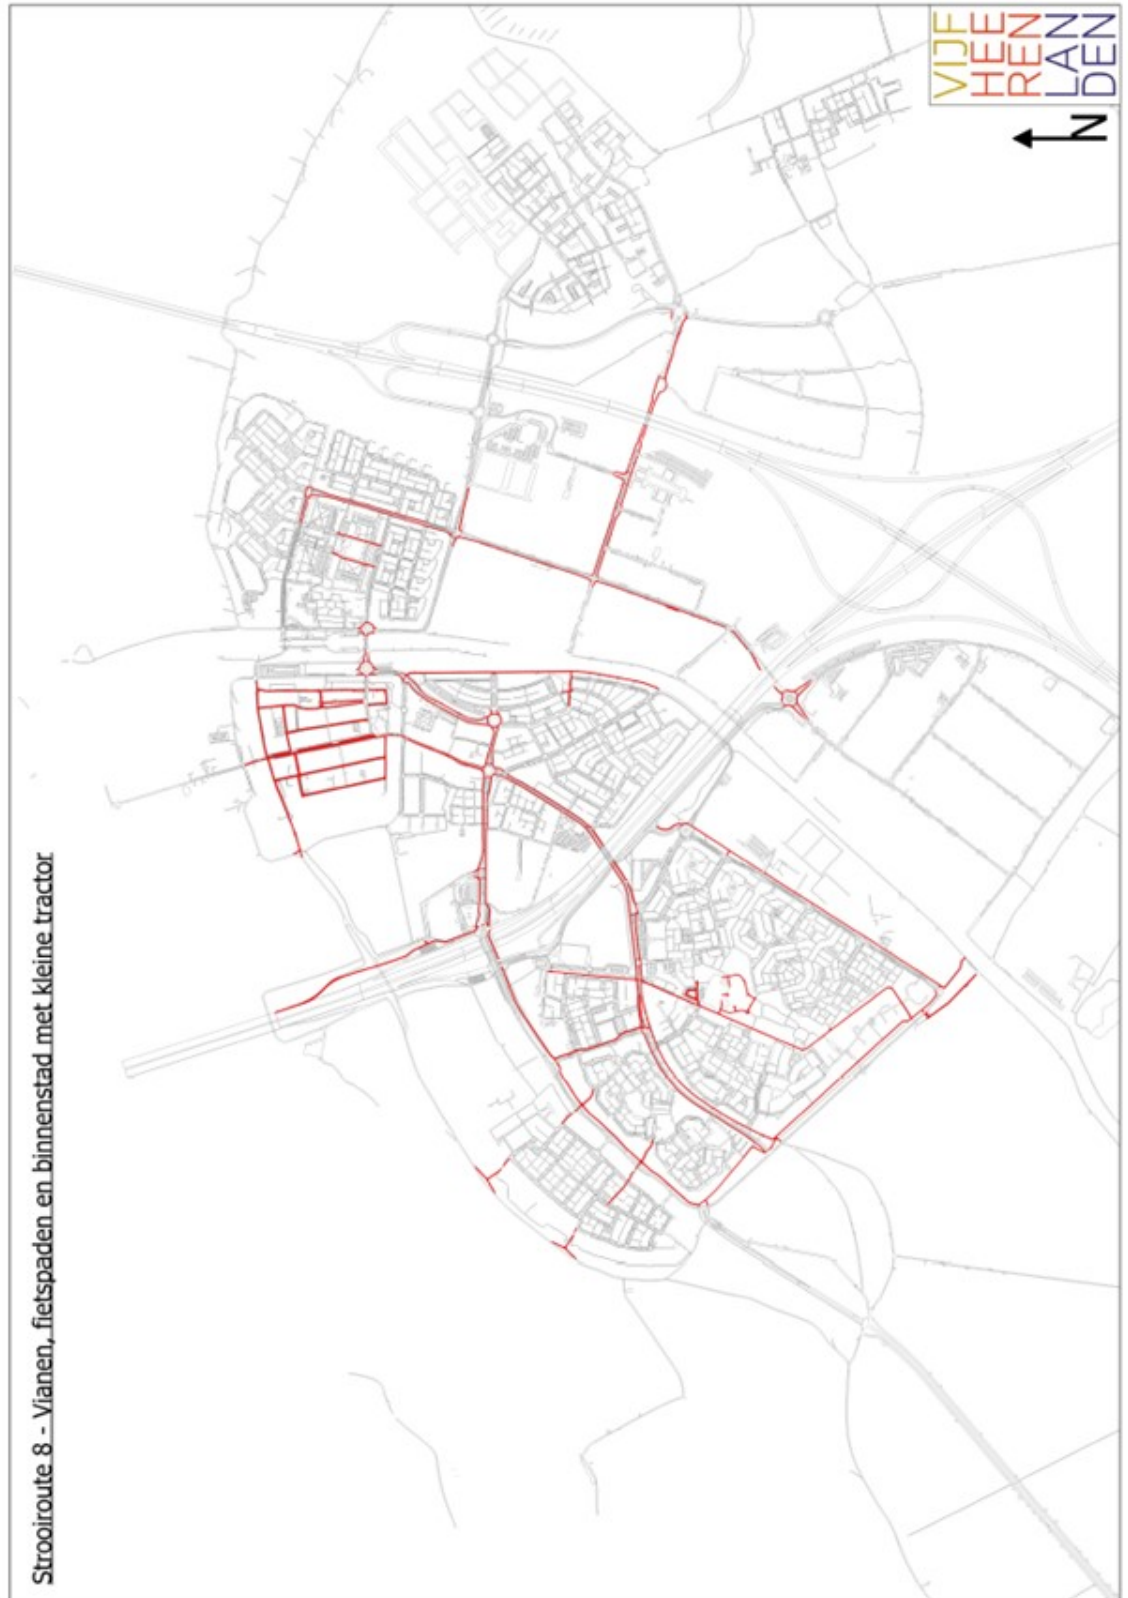 Strooiroute 8 - Vianen, fietspaden en binnenstad met kleine tractor
VIJF
HEE
REN
LAN
DEN
N